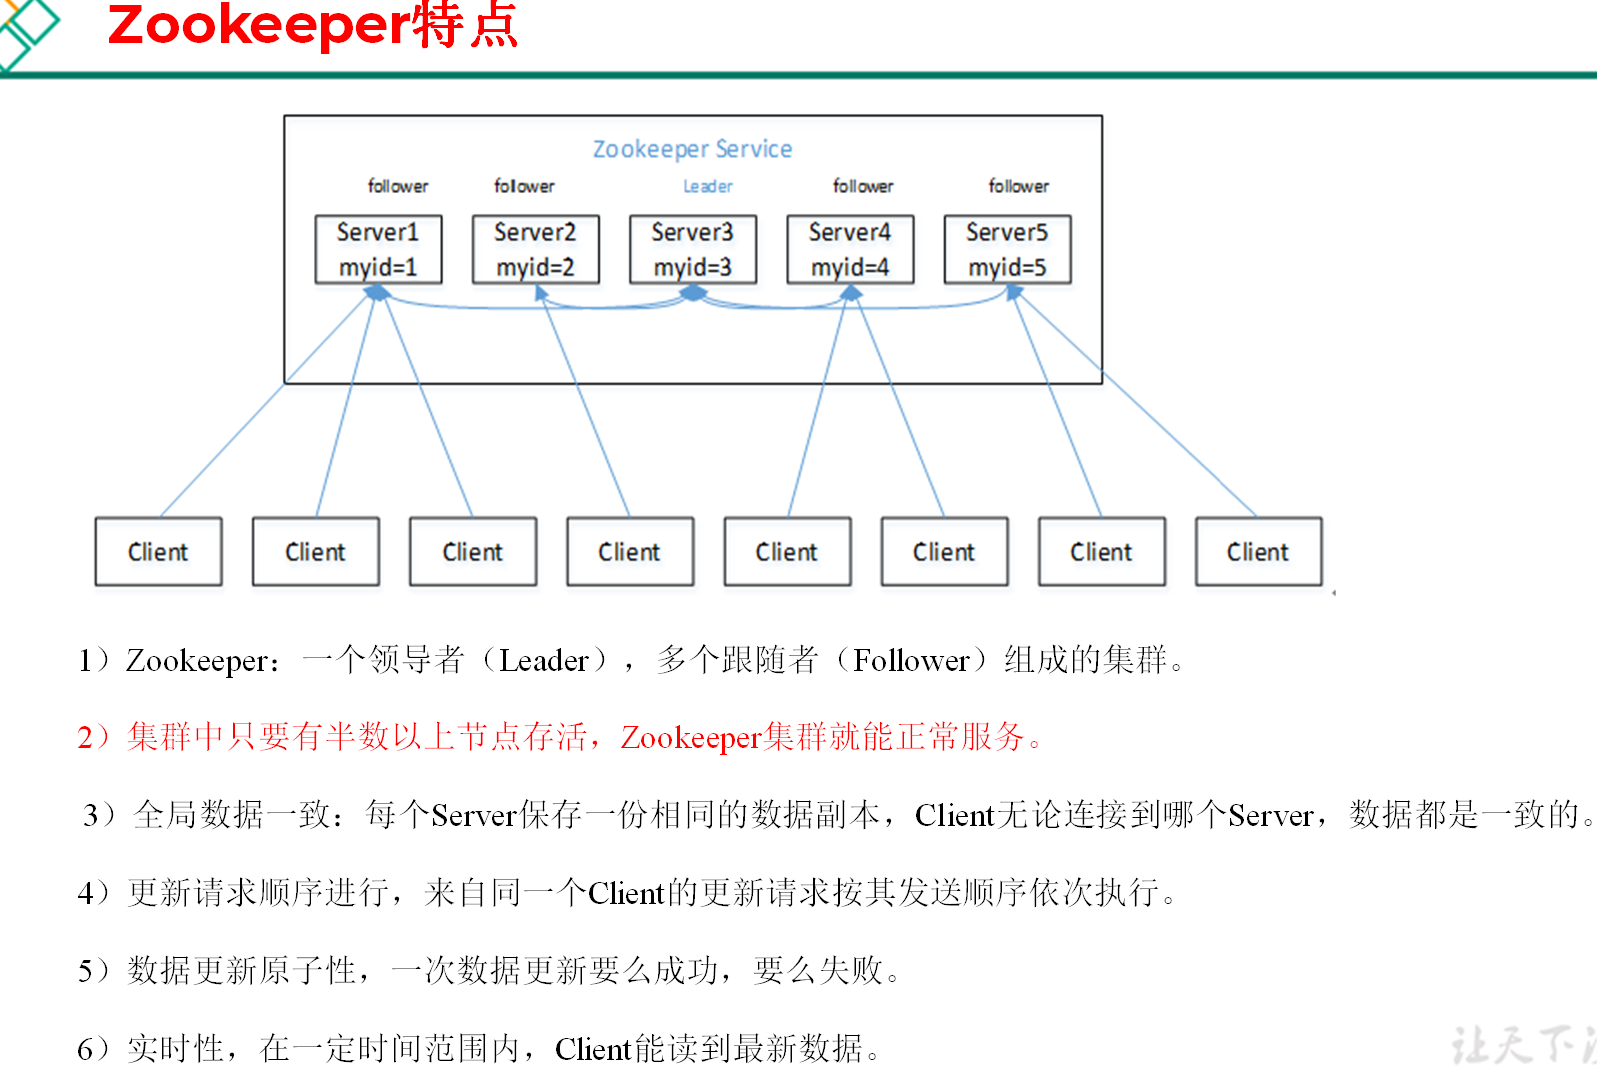 Zookeeper特点
Zookeeper Service
follower follower Leader follower follower
Server1 Server2 Server3 Server4 Server5
myid=1 myid=2 myid=3 myid=4 myid=5
Client Client Client Client Client Client Client Client
1）Zookeeper：一个领导者（Leader），多个跟随者（Follower）组成的集群。
2）集群中只要有半数以上节点存活，Zookeeper集群就能正常服务。
3）全局数据一致：每个Server保存一份相同的数据副本，Client无论连接到哪个Server，数据都是一致的。
4）更新请求顺序进行，来自同一个Client的更新请求按其发送顺序依次执行。
5）数据更新原子性，一次数据更新要么成功，要么失败。
6）实时性，在一定时间范围内，Client能读到最新数据。
让天下